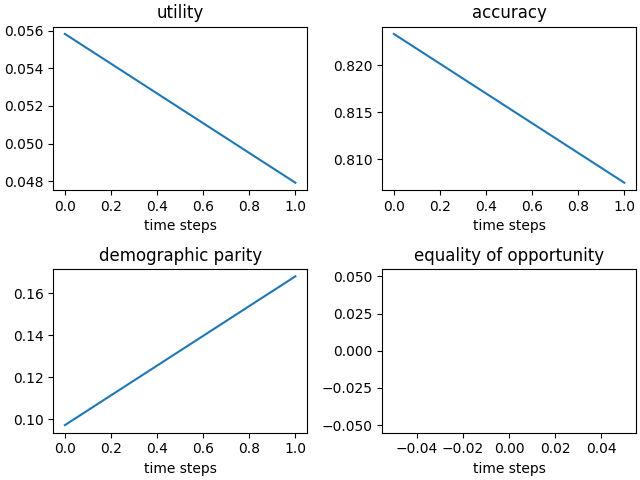 utility
0.056
0.054
0.052
0.050
0.048
0.0 0.2 0.4 0.6 0.8 1.0
time steps
accuracy
0.820
0.815
0.810
0.0 0.2 0.4 0.6 0.8 1.0
time steps
demographic parity
0.16
0.14
0.12
0.10
0.0 0.2 0.4 0.6 0.8 1.0
time steps
equality of opportunity
0.050
0.025
0.000
−0.025
−0.050
−0.04 −0.02 0.00 0.02 0.04
time steps